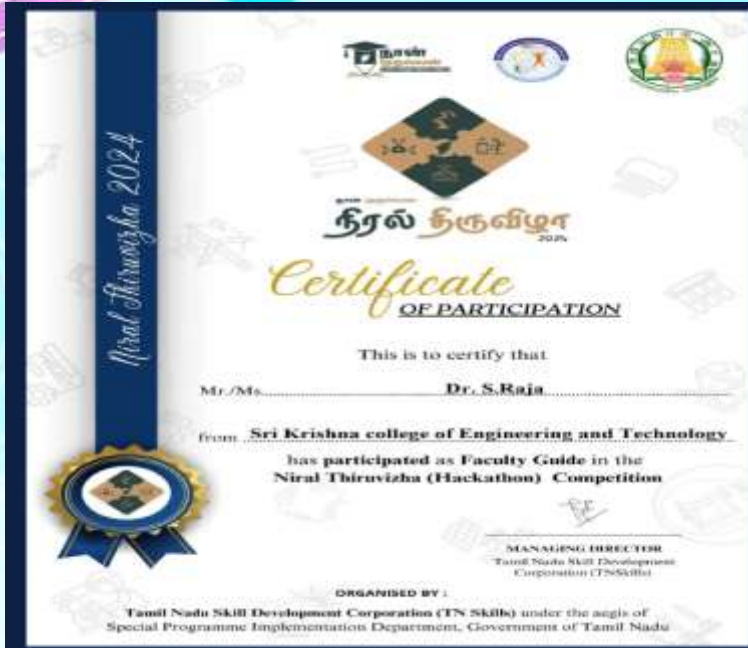 Niral Thiruvizha 2024
நான்
நிரல் திருவிழா
2024
Certificate
OF PARTICIPATION
This is to certify that
Mr./Ms. Dr. S.Raja
from Sri Krishna college of Engineering and Technology
has participated as Faculty Guide in the
Niral Thiruvizha (Hackathon) Competition
MANAGING DIRECTOR
Tamil Nadu Skill Development
Corporation (TNSkills)
ORGANISED BY :
Tamil Nadu Skill Development Corporation (TN Skills) under the aegis of
Special Programme Implementation Department, Government of Tamil Nadu